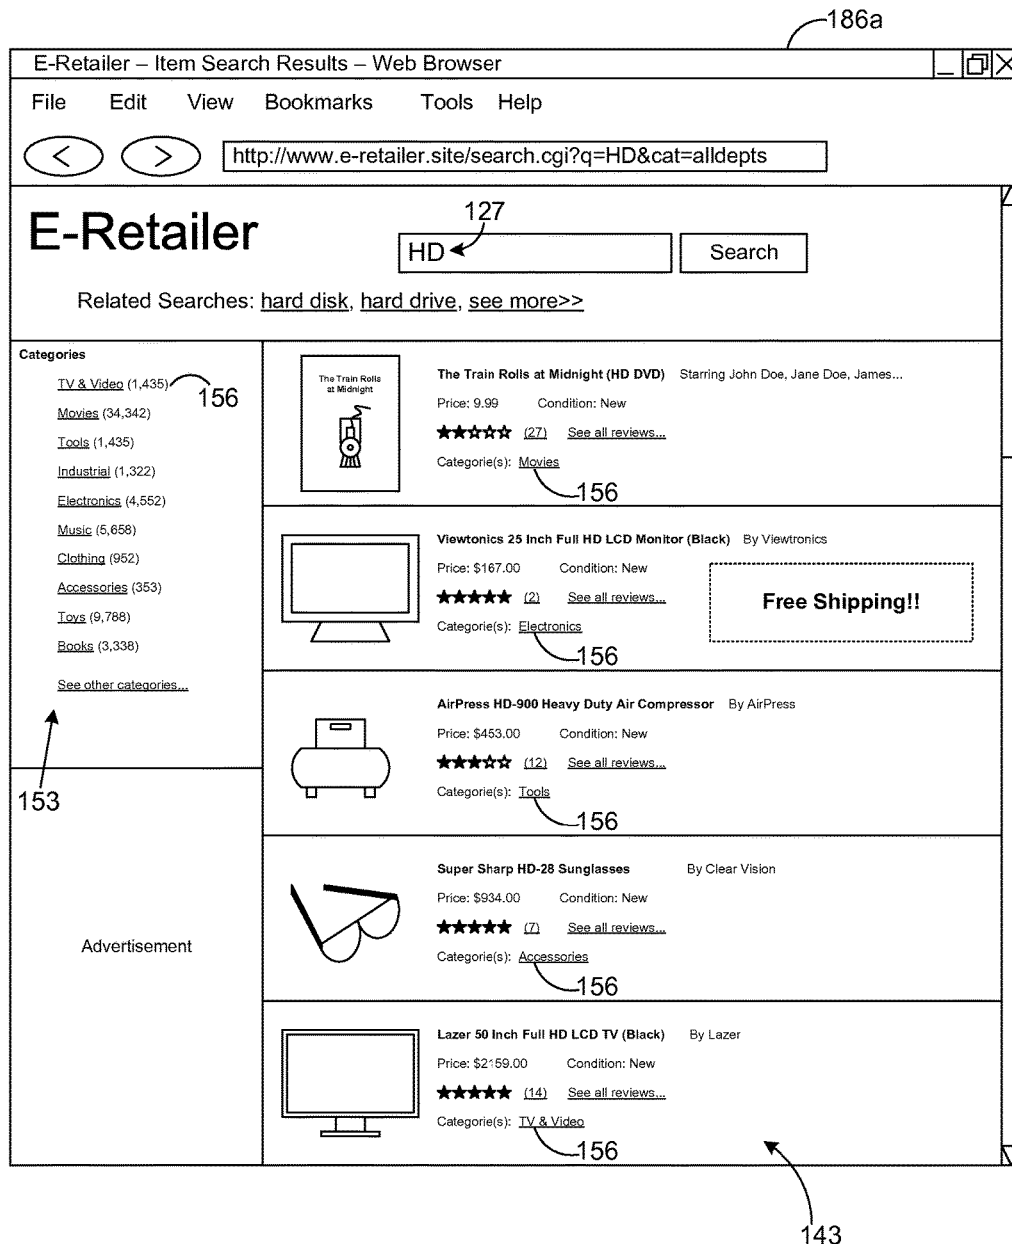 186a
E-Retailer – Item Search Results – Web Browser
File Edit View Bookmarks Tools Help
http://www.e-retailer.site/search.cgi?q=HD&cat=alldepts
E-Retailer
127
HD
Search
Related Searches: hard disk, hard drive, see more>>
Categories
TV & Video (1,435)
156
Movies (34,342)
Tools (1,435)
Industrial (1,322)
Electronics (4,552)
Music (5,658)
Clothing (952)
Accessories (353)
Toys (9,788)
Books (3,338)
See other categories...
153
Advertisement
The Train Rolls
at Midnight
The Train Rolls at Midnight (HD DVD) Starring John Doe, Jane Doe, James...
Price: 9.99 Condition: New
(27) See all reviews...
Categorie(s): Movies
156
Viewtonics 25 Inch Full HD LCD Monitor (Black) By Viewtronics
Price: $167.00 Condition: New
(2) See all reviews...
Categorie(s): Electronics
156
Free Shipping!!
AirPress HD-900 Heavy Duty Air Compressor By AirPress
Price: $453.00 Condition: New
(12) See all reviews...
Categorie(s): Tools
156
Super Sharp HD-28 Sunglasses By Clear Vision
Price: $934.00 Condition: New
(7) See all reviews...
Categorie(s): Accessories
156
Lazer 50 Inch Full HD LCD TV (Black) By Lazer
Price: $2159.00 Condition: New
(14) See all reviews...
Categorie(s): TV & Video
156
143